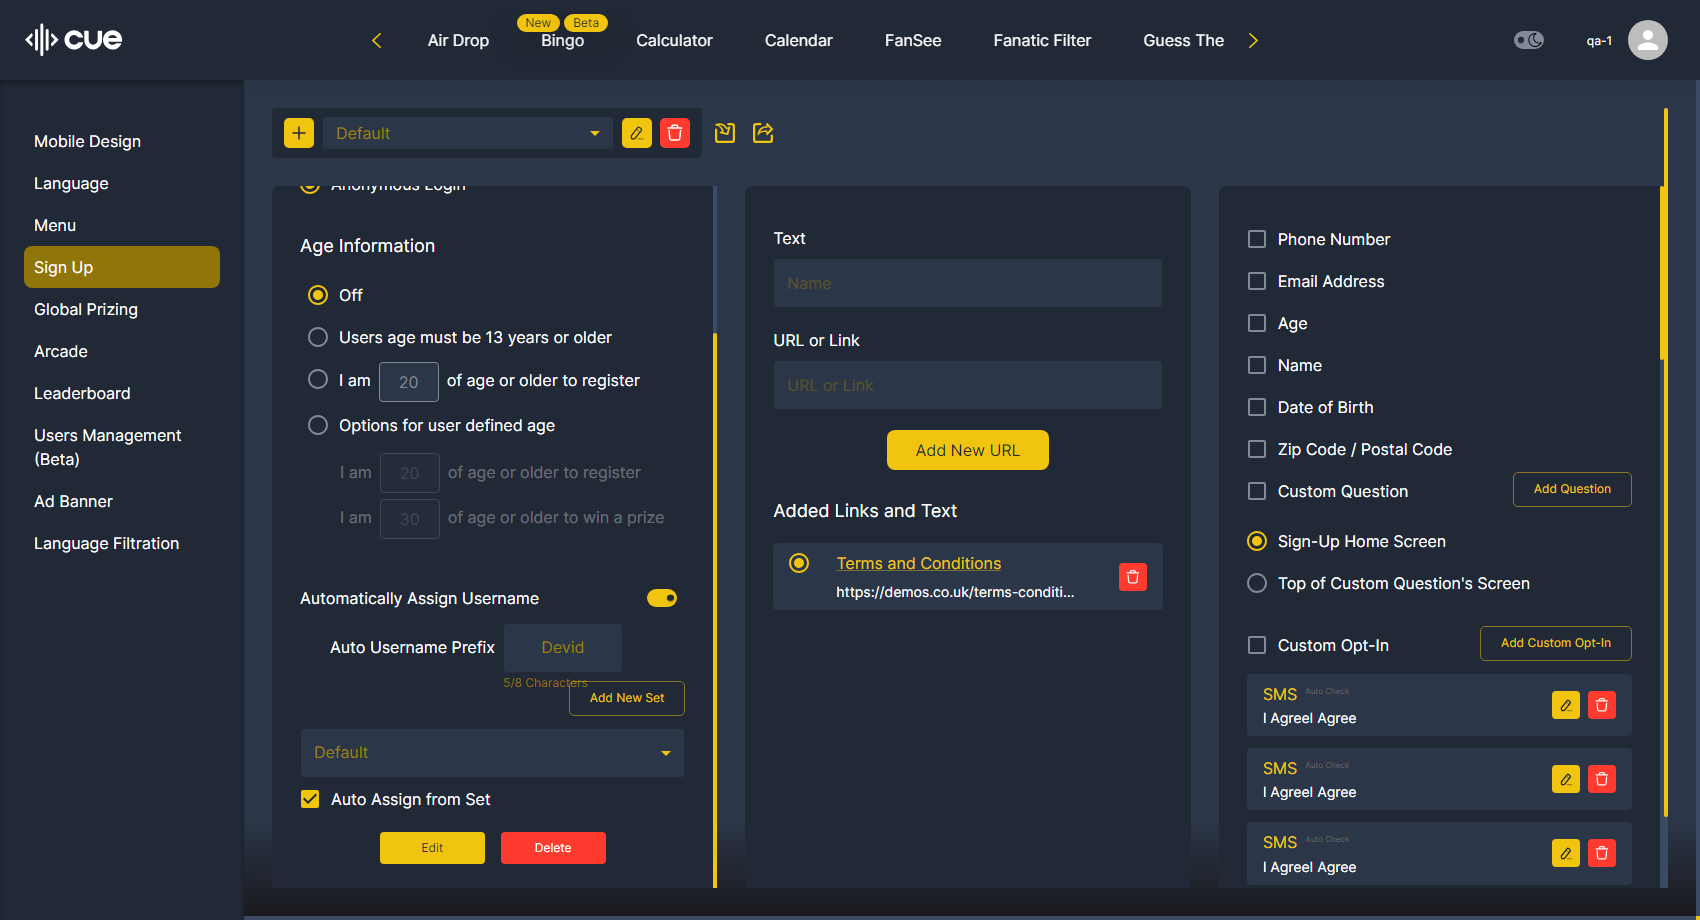 cue
Air Drop
New
Beta
Bingo
Calculator
Calendar
FanSee
Fanatic Filter
Guess The
qa-1
Mobile Design
Language
Menu
Sign Up
Global Prizing
Arcade
Leaderboard
Users Management
(Beta)
Ad Banner
Language Filtration
Default
Anonymous Login
Age Information
Off
Users age must be 13 years or older
I am 20 of age or older to register
Options for user defined age
I am 20 of age or older to register
I am 30 of age or older to win a prize
Automatically Assign Username
Auto Username Prefix Devid
5/8 Characters
Add New Set
Default
Auto Assign from Set
Edit Delete
Text
Name
URL or Link
URL or Link
Add New URL
Added Links and Text
Terms and Conditions
https://demos.co.uk/terms-conditi...
Phone Number
Email Address
Age
Name
Date of Birth
Zip Code / Postal Code
Custom Question Add Question
Sign-Up Home Screen
Top of Custom Question's Screen
Custom Opt-In Add Custom Opt-In
SMS Auto Check
I AgreeI Agree
SMS Auto Check
I AgreeI Agree
SMS Auto Check
I AgreeI Agree